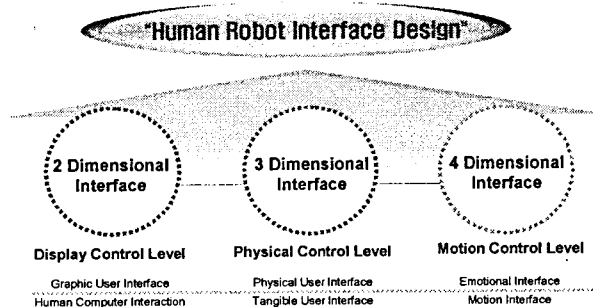 "Human Robot Interface Design"
2 Dimensional
Interface
3 Dimensional
Interface
4 Dimensional
Interface
Display Control Level
Physical Control Level
Motion Control Level
Graphic User Interface
Physical User Interface
Emotional Interface
Human Computer Interaction
Tangible User Interface
Motion Interface